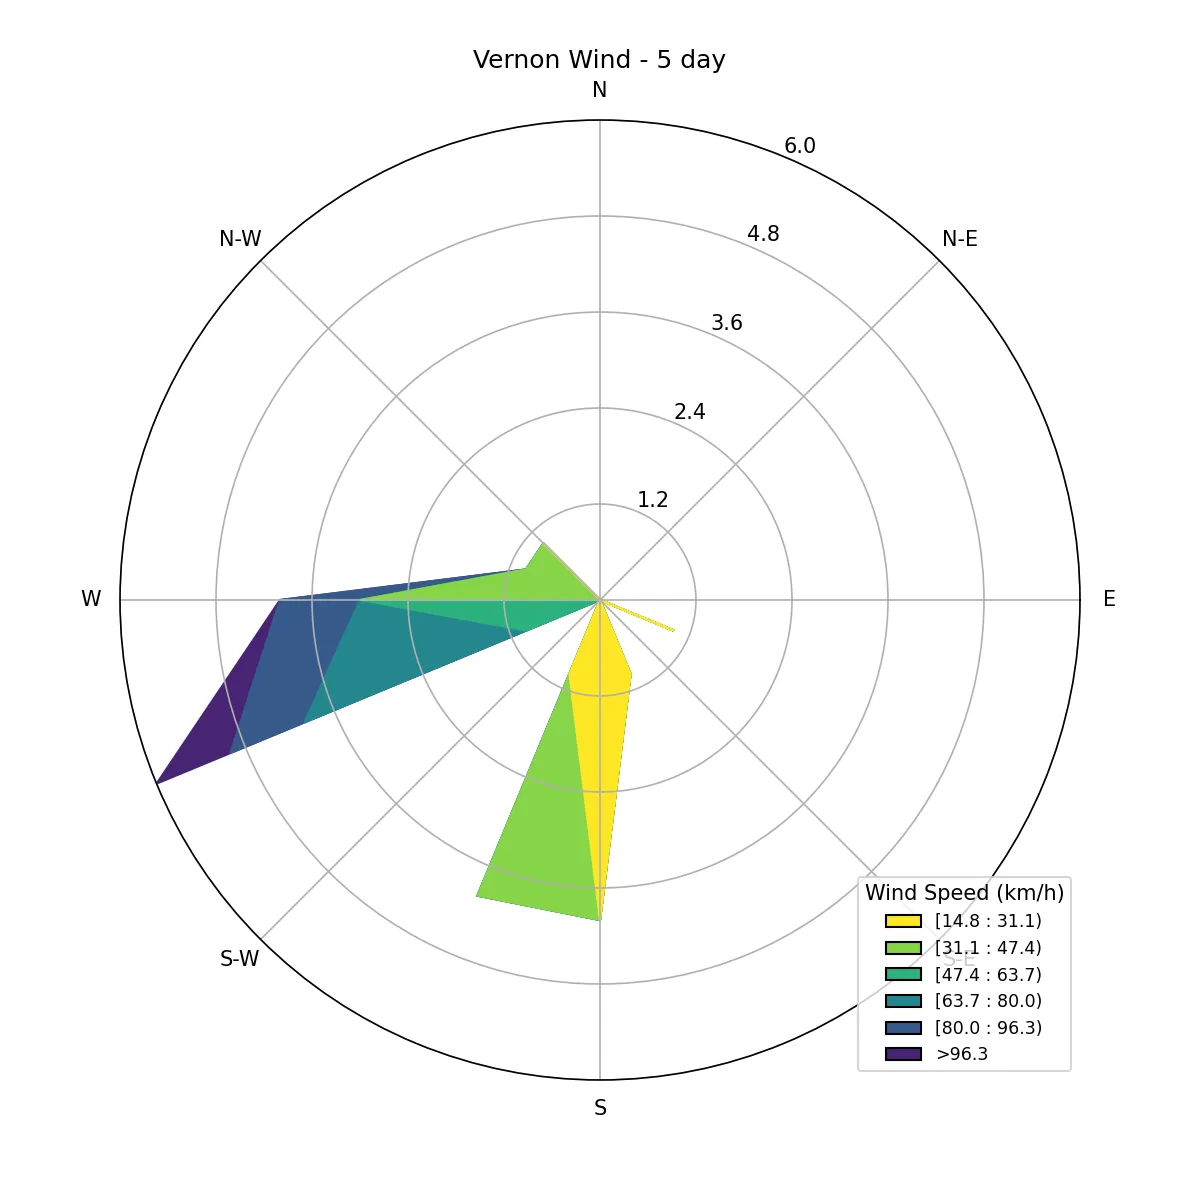 Vernon Wind - 5 day
N
6.0
N-W
4.8
N-E
3.6
2.4
1.2
W
E
S-W
S-E
S
Wind Speed (km/h)
[14.8 : 31.1)
[31.1 : 47.4)
[47.4 : 63.7)
[63.7 : 80.0)
[80.0 : 96.3)
>96.3